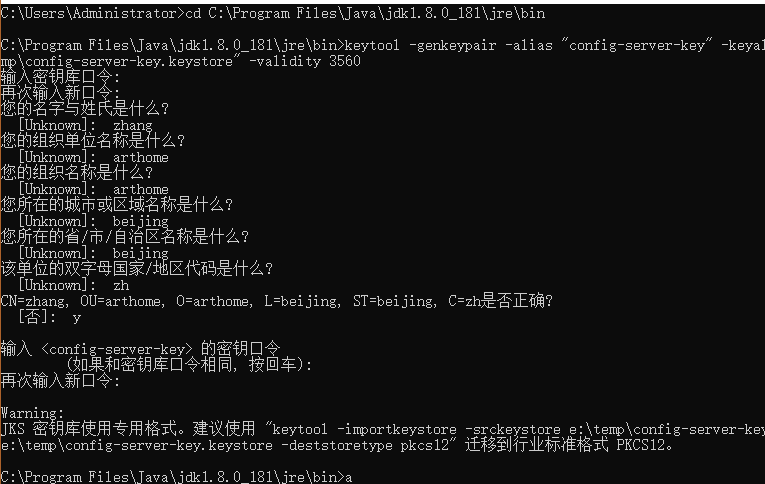 C:\Users\Administrator>cd C:\Program Files\Java\jdk1.8.0_181\jre\bin
C:\Program Files\Java\jdk1.8.0_181\jre\bin>keytool -genkeypair -alias "config-server-key" -keyal
mp\config-server-key.keystore" -validity 3560
输入密钥库口令:
再次输入新口令:
您的名字与姓氏是什么?
[Unknown]: zhang
您的组织单位名称是什么?
[Unknown]: arthome
您的组织名称是什么?
[Unknown]: arthome
您所在的城市或区域名称是什么?
[Unknown]: beijing
您所在的省/市/自治区名称是什么?
[Unknown]: beijing
该单位的双字母国家/地区代码是什么?
[Unknown]: zh
CN=zhang, OU=arthome, O=arthome, L=beijing, ST=beijing, C=zh是否正确?
[否]: y
输入 <config-server-key> 的密钥口令
(如果和密钥库口令相同, 按回车):
再次输入新口令:
Warning:
JKS 密钥库使用专用格式。建议使用 "keytool -importkeystore -srckeystore e:\temp\config-server-key
e:\temp\config-server-key.keystore -deststoretype pkcs12" 迁移到行业标准格式 PKCS12。
C:\Program Files\Java\jdk1.8.0_181\jre\bin>a